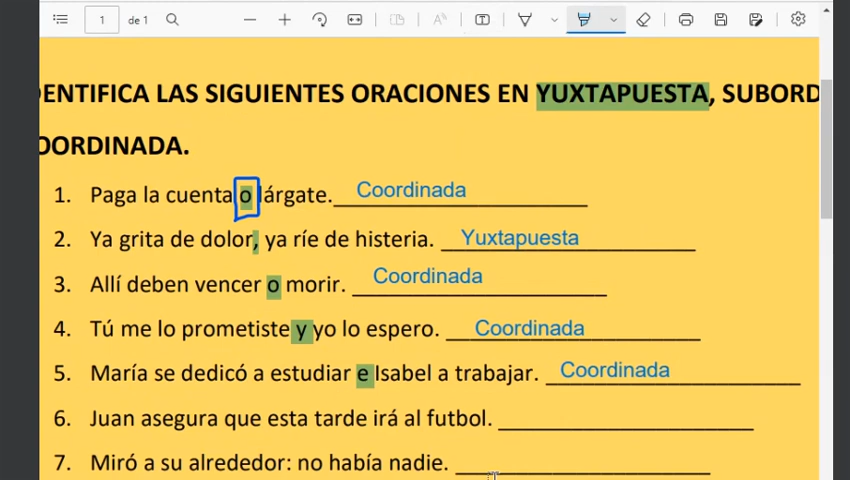 1 de 1
DENTIFICA LAS SIGUIENTES ORACIONES EN YUXTAPUESTA, SUBORD
OORDINADA.
1. Paga la cuenta o lárgate. Coordinada
2. Ya grita de dolor, ya ríe de histeria. Yuxtapuesta
3. Allí deben vencer o morir. Coordinada
4. Tú me lo prometiste y yo lo espero. Coordinada
5. María se dedicó a estudiar e Isabel a trabajar. Coordinada
6. Juan asegura que esta tarde irá al futbol.
7. Miró a su alrededor: no había nadie.